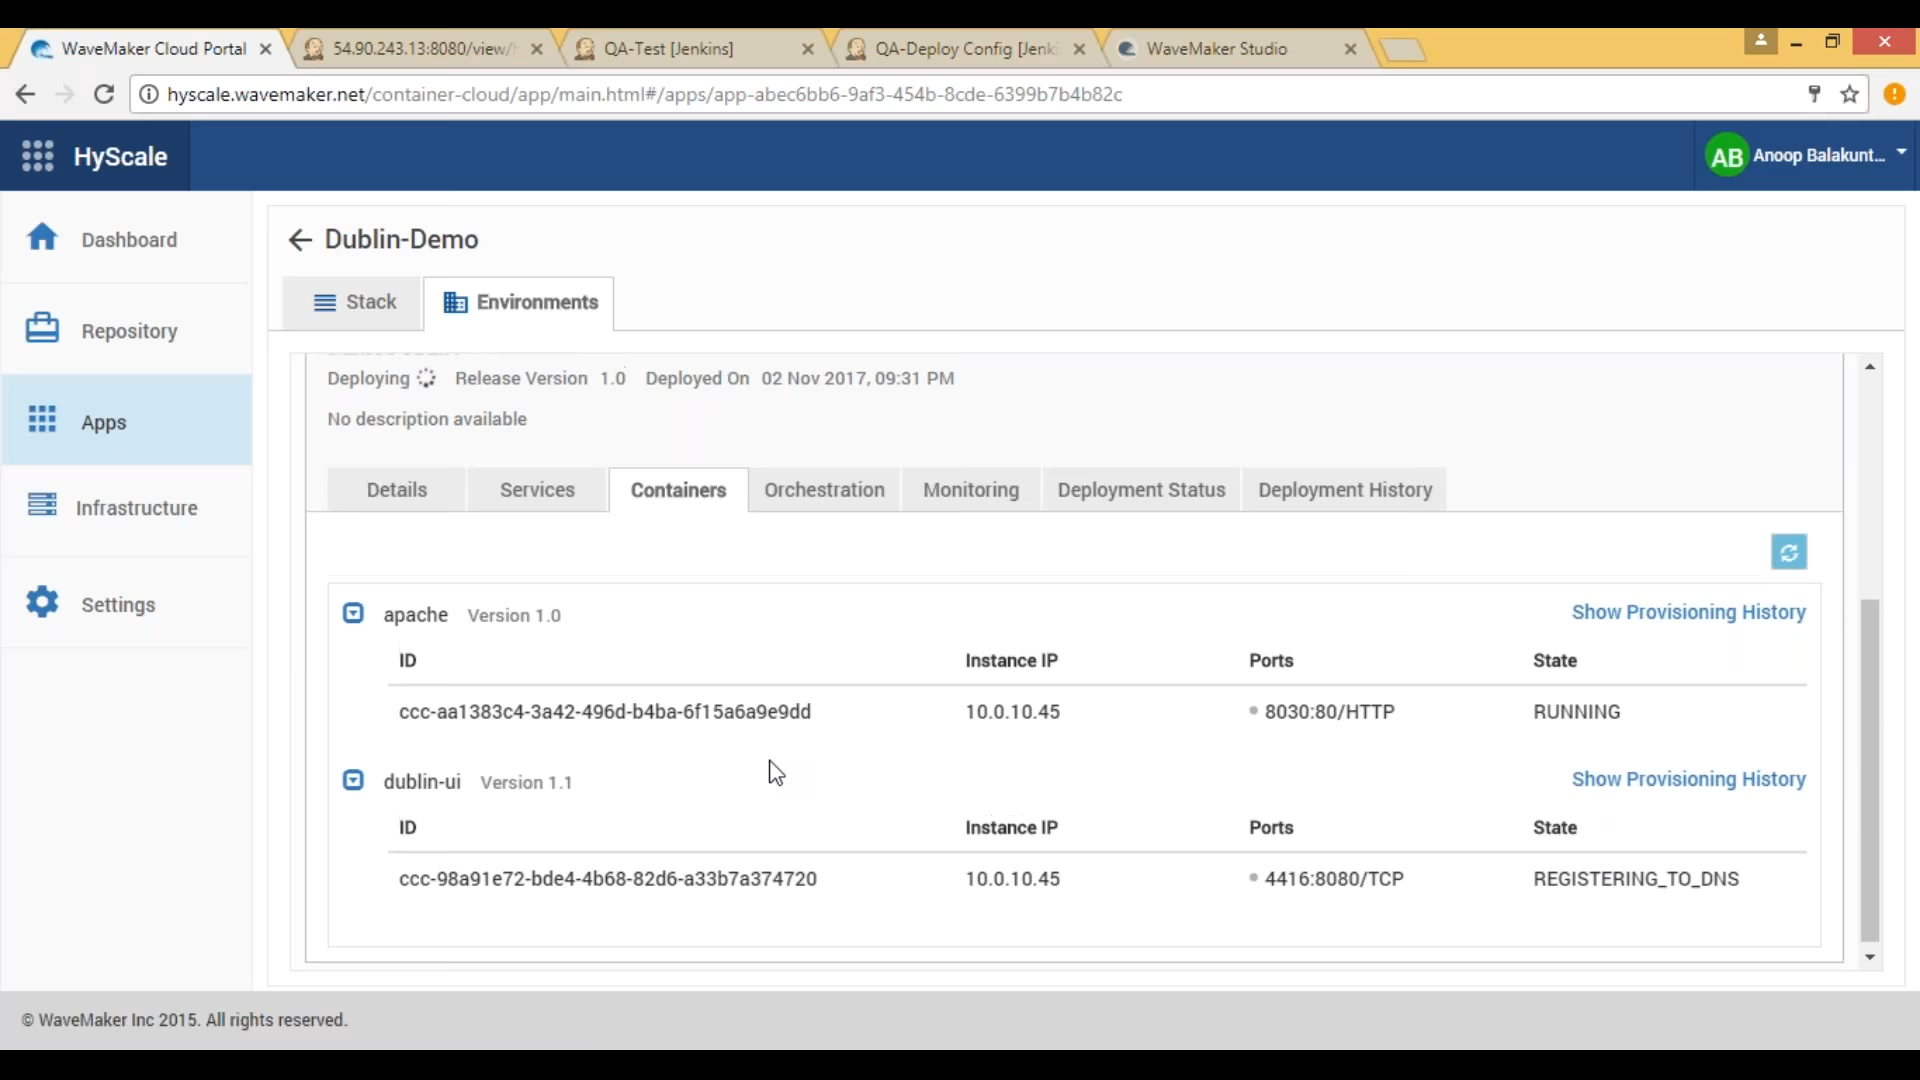 WaveMaker Cloud Portal
54.90.243.13:8080/view/
QA-Test [Jenkins]
QA-Deploy Config [Jenki
WaveMaker Studio
hyscale.wavemaker.net/container-cloud/app/main.html#/apps/app-abec6bb6-9af3-454b-8cde-6399b7b4b82c
HyScale
AB Anoop Balakunt...
Dashboard
Repository
Apps
Infrastructure
Settings
Dublin-Demo
Stack
Environments
Deploying Release Version 1.0 Deployed On 02 Nov 2017, 09:31 PM
No description available
Details Services Containers Orchestration Monitoring Deployment Status Deployment History
apache Version 1.0 Show Provisioning History
ID Instance IP Ports State
ccc-aa1383c4-3a42-496d-b4ba-6f15a6a9e9dd 10.0.10.45 8030:80/HTTP RUNNING
dublin-ui Version 1.1 Show Provisioning History
ID Instance IP Ports State
ccc-98a91e72-bde4-4b68-82d6-a33b7a374720 10.0.10.45 4416:8080/TCP REGISTERING_TO_DNS
© WaveMaker Inc 2015. All rights reserved.